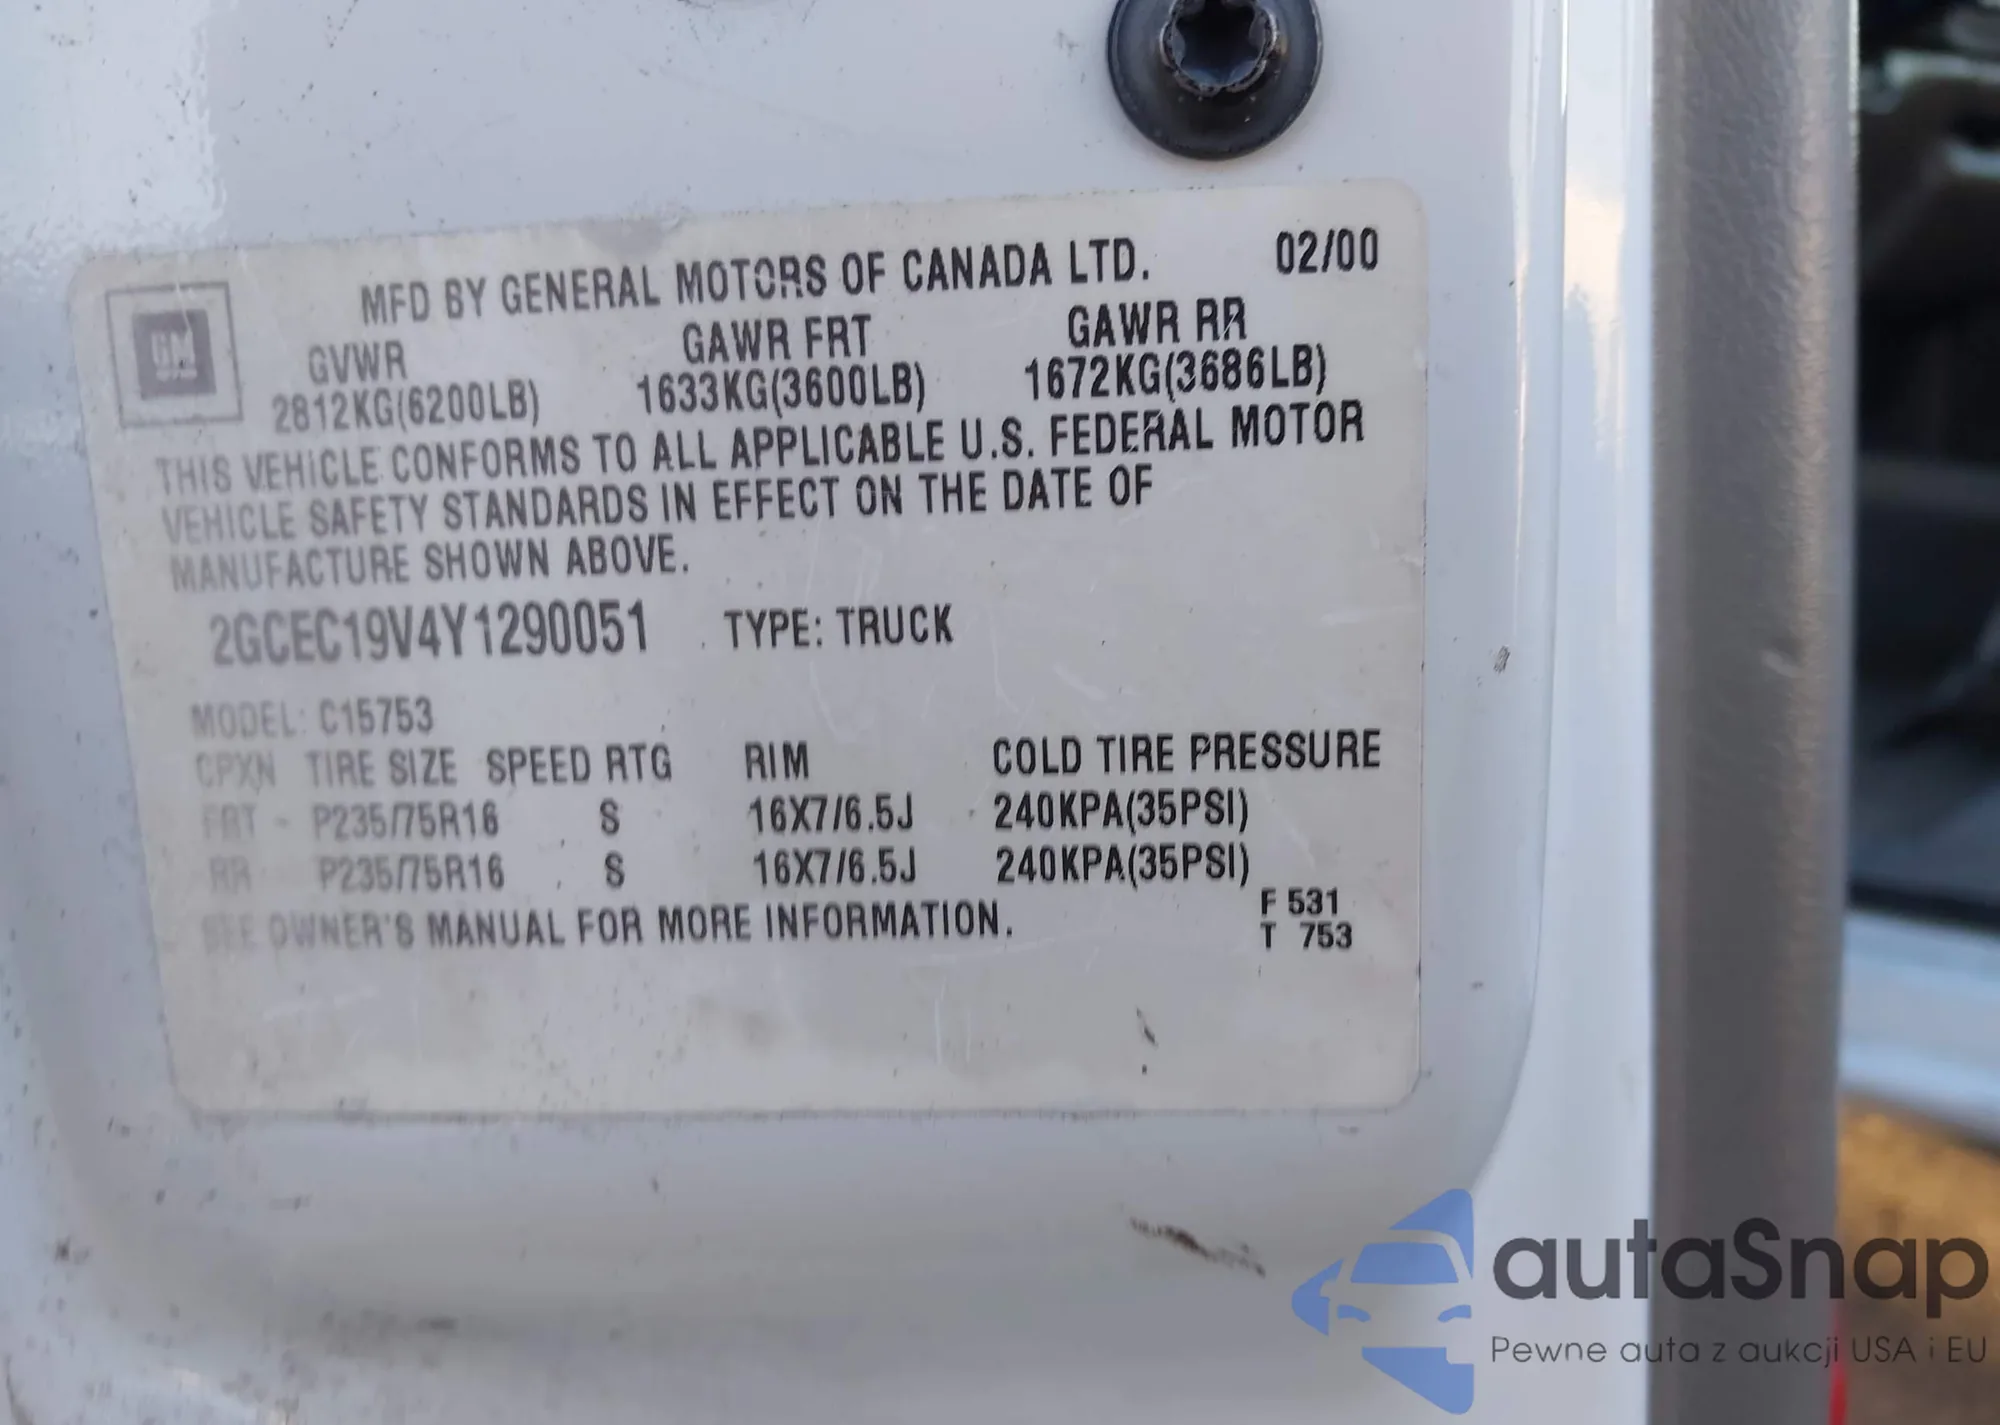 MFD BY GENERAL MOTORS OF CANADA LTD. 02/00
GM
GVWR GAWR FRT GAWR RR
2812KG(6200LB) 1633KG(3600LB) 1672KG(3686LB)
THIS VEHICLE CONFORMS TO ALL APPLICABLE U.S. FEDERAL MOTOR
VEHICLE SAFETY STANDARDS IN EFFECT ON THE DATE OF
MANUFACTURE SHOWN ABOVE.
2GCEC19V4Y1290051 TYPE: TRUCK
MODEL: C15753
CPXN TIRE SIZE SPEED RTG RIM COLD TIRE PRESSURE
FRT - P235/75R16 S 16X7/6.5J 240KPA(35PSI)
RR P235/75R16 S 16X7/6.5J 240KPA(35PSI)
SEE OWNER'S MANUAL FOR MORE INFORMATION.
F 531
T 753
autaSnap
Pewne auta z aukcji USA i EU